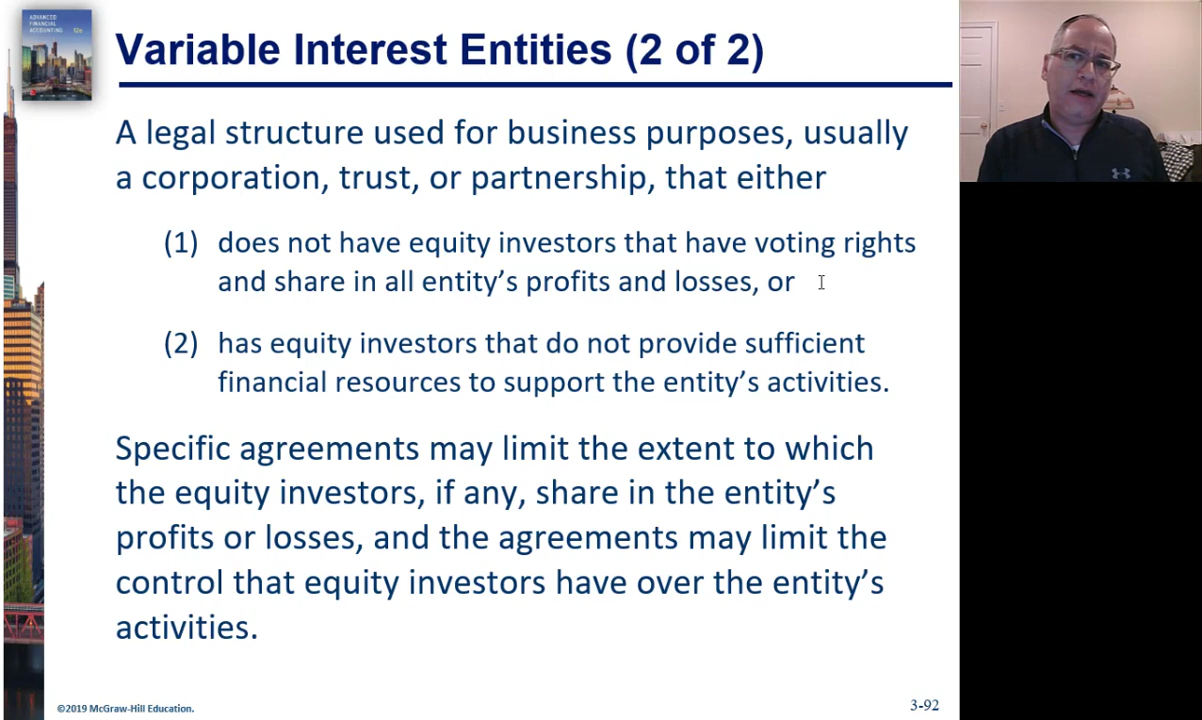 ADVANCED
FINANCIAL
ACCOUNTING
12e
Variable Interest Entities (2 of 2)
A legal structure used for business purposes, usually
a corporation, trust, or partnership, that either
(1) does not have equity investors that have voting rights
and share in all entity’s profits and losses, or
(2) has equity investors that do not provide sufficient
financial resources to support the entity’s activities.
Specific agreements may limit the extent to which
the equity investors, if any, share in the entity’s
profits or losses, and the agreements may limit the
control that equity investors have over the entity’s
activities.
©2019 McGraw-Hill Education.
3-92